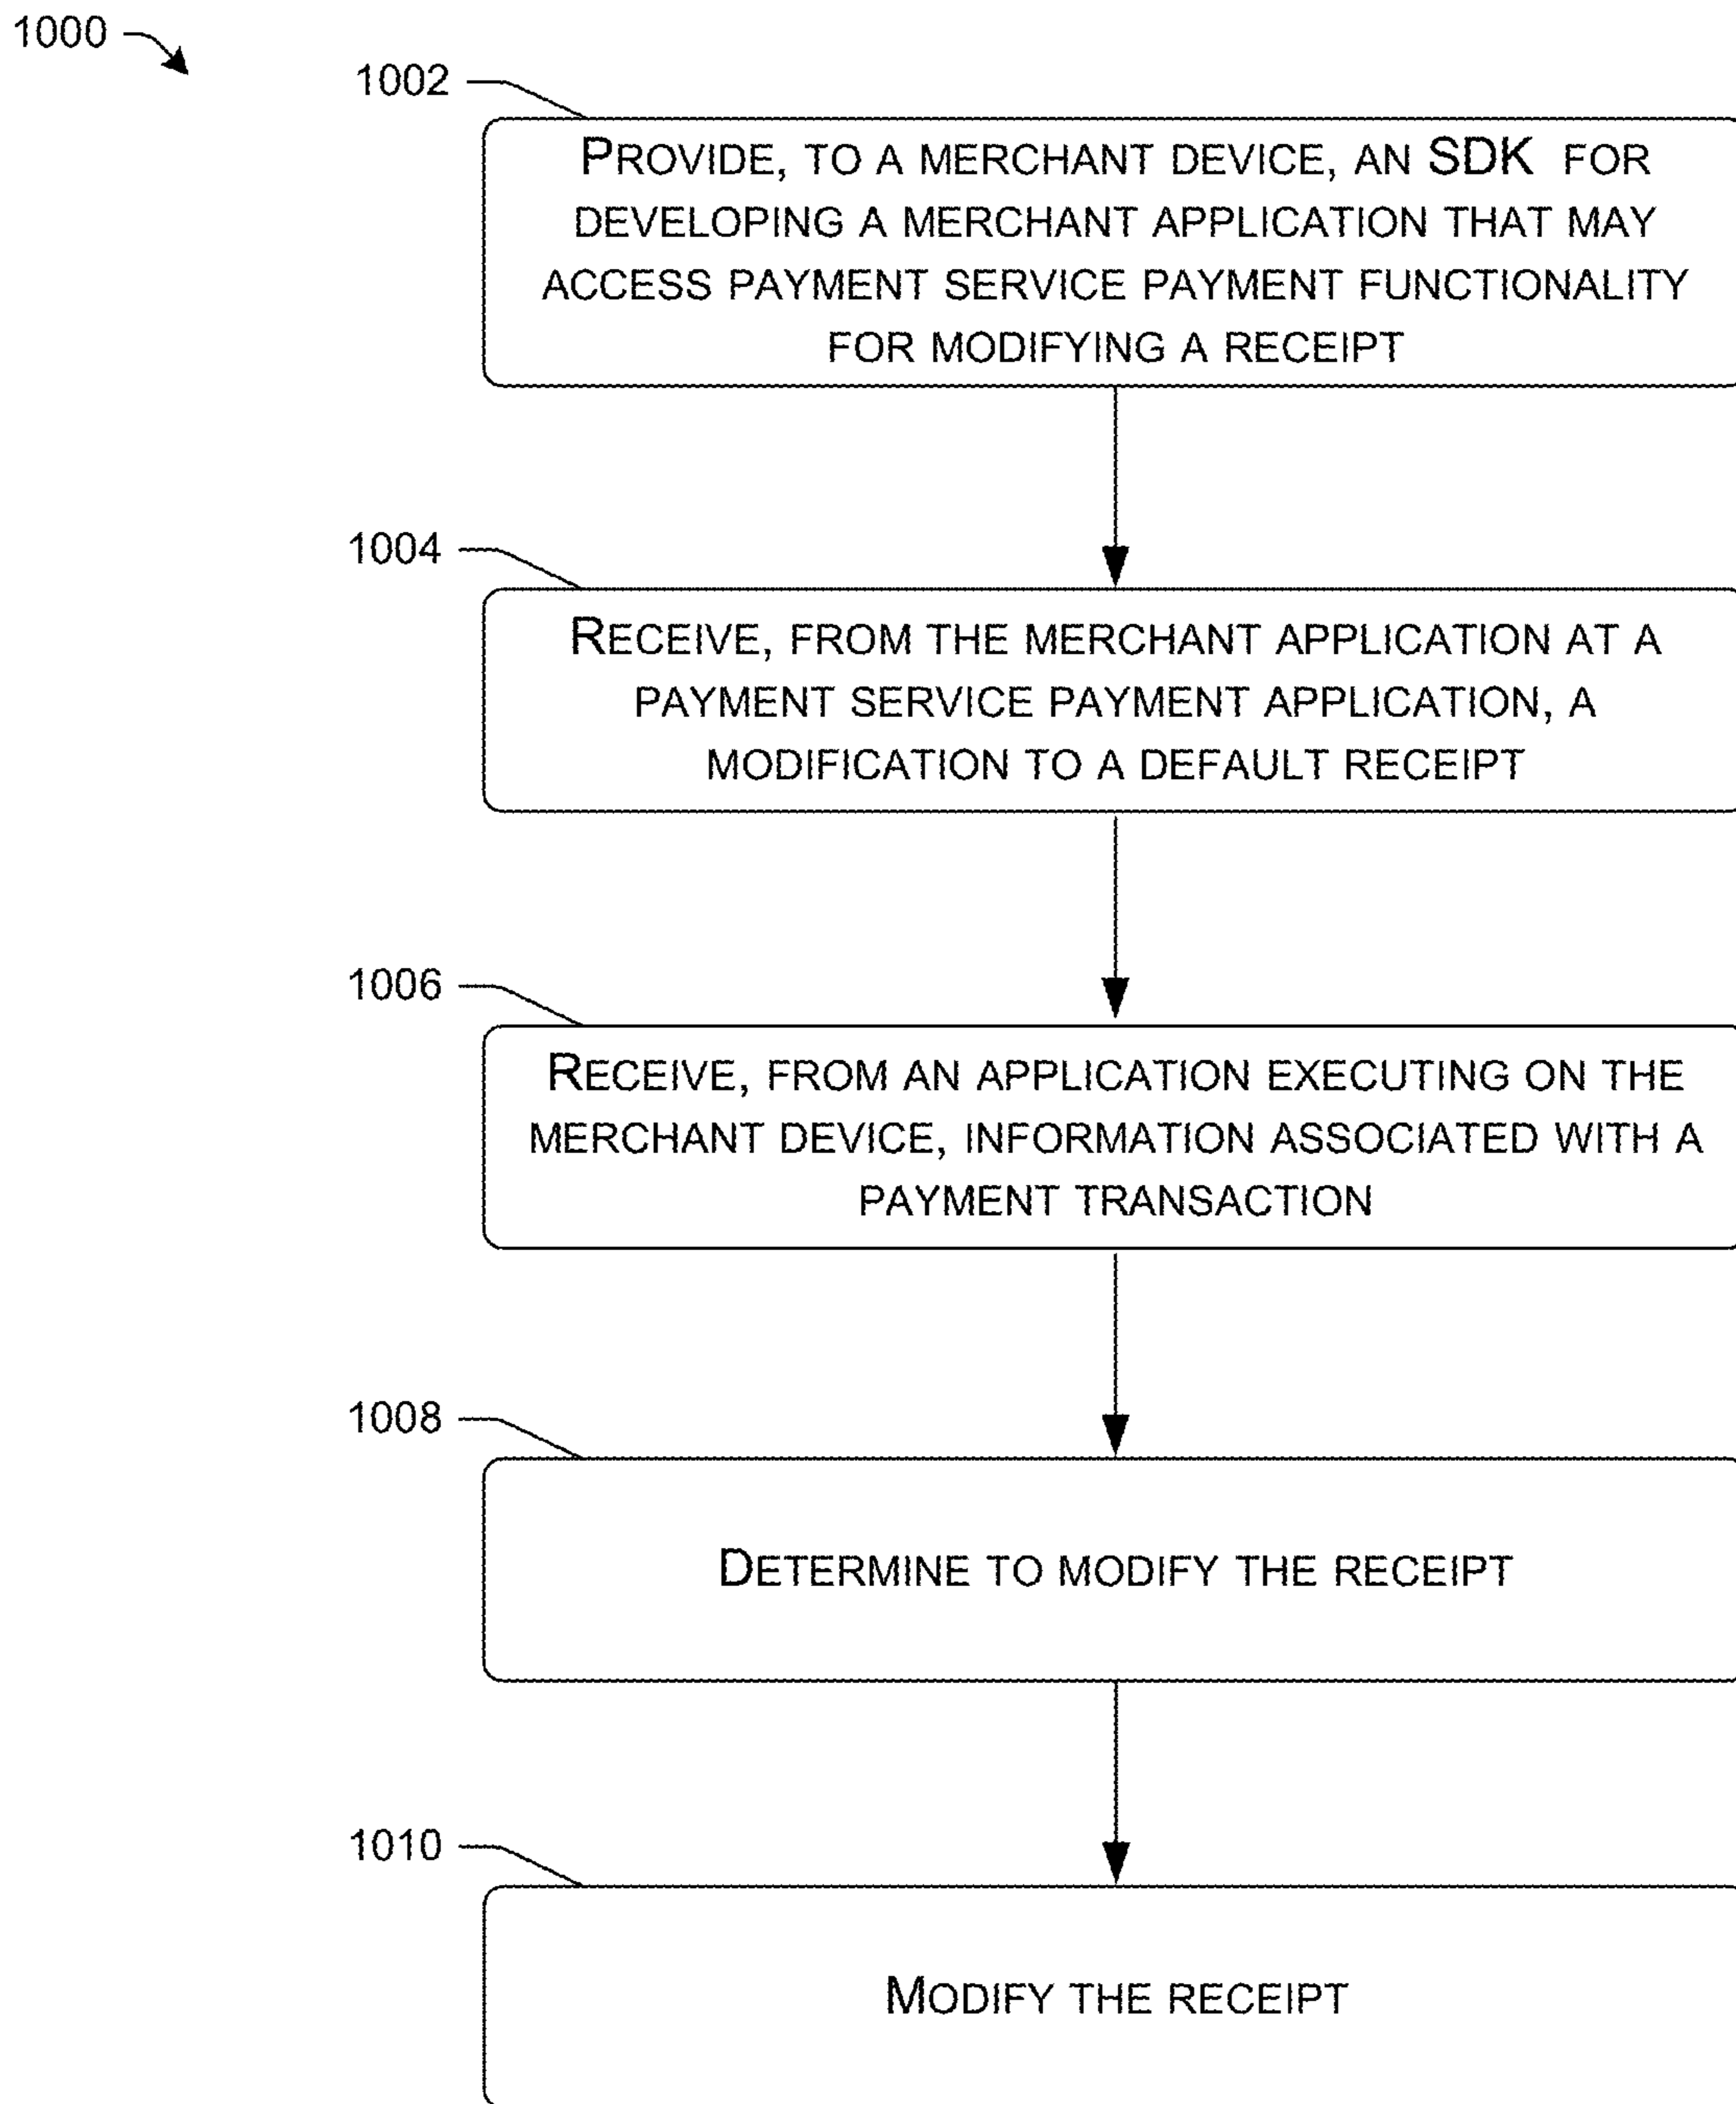 1000
1002
PROVIDE, TO A MERCHANT DEVICE, AN SDK FOR
DEVELOPING A MERCHANT APPLICATION THAT MAY
ACCESS PAYMENT SERVICE PAYMENT FUNCTIONALITY
FOR MODIFYING A RECEIPT
1004
RECEIVE, FROM THE MERCHANT APPLICATION AT A
PAYMENT SERVICE PAYMENT APPLICATION, A
MODIFICATION TO A DEFAULT RECEIPT
1006
RECEIVE, FROM AN APPLICATION EXECUTING ON THE
MERCHANT DEVICE, INFORMATION ASSOCIATED WITH A
PAYMENT TRANSACTION
1008
DETERMINE TO MODIFY THE RECEIPT
1010
MODIFY THE RECEIPT